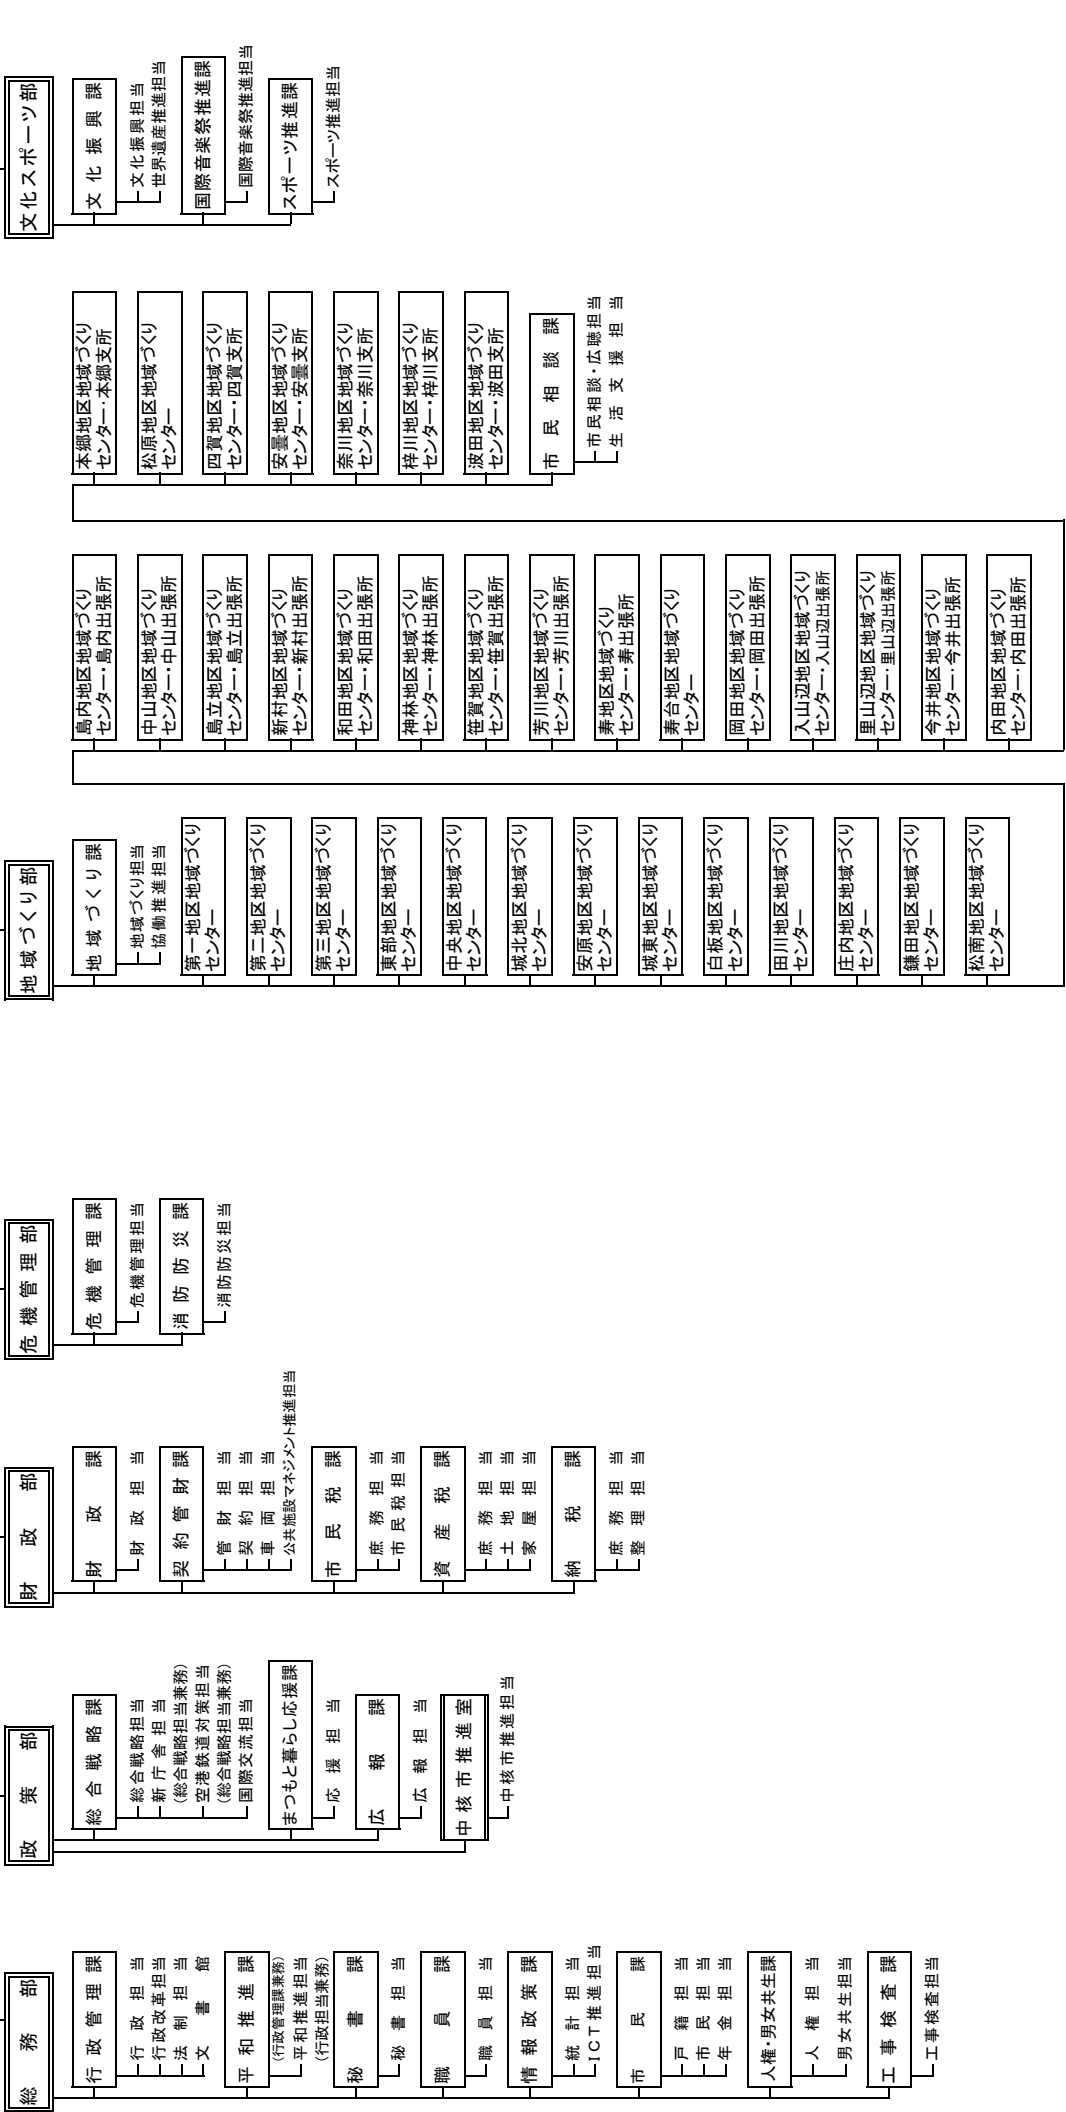 総務部
行政管理課
行政担当
行政改革担当
法制担当
文書館
平和推進課
(行政管理課兼務)
平和推進担当
(行政担当兼務)
秘書課
秘書担当
職員課
職員担当
情報政策課
統計担当
ICT推進担当
市民課
戸籍担当
市民担当
年金担当
人権・男女共生課
人権担当
男女共生担当
工事検査課
工事検査担当
政策部
総合戦略課
総合戦略担当
新庁舎担当
(総合戦略担当兼務)
空港鉄道対策担当
(総合戦略担当兼務)
国際交流担当
まつもと暮らし応援課
応援担当
広報課
広報担当
中核市推進室
中核市推進担当
財政部
財政課
財政担当
契約管財課
管財担当
契約担当
車両担当
公共施設マネジメント推進担当
市民税課
庶務担当
市民税担当
資産税課
庶務担当
土地担当
家屋担当
納税課
庶務担当
整理担当
危機管理部
危機管理課
危機管理担当
消防防災課
消防防災担当
地域づくり部
地域づくり課
地域づくり担当
協働推進担当
第一地区地域づくり
センター
第二地区地域づくり
センター
第三地区地域づくり
センター
東部地区地域づくり
センター
中央地区地域づくり
センター
城北地区地域づくり
センター
安原地区地域づくり
センター
城東地区地域づくり
センター
白板地区地域づくり
センター
田川地区地域づくり
センター
庄内地区地域づくり
センター
鎌田地区地域づくり
センター
松南地区地域づくり
センター
島内地区地域づくり
センター・島内出張所
中山地区地域づくり
センター・中山出張所
島立地区地域づくり
センター・島立出張所
新村地区地域づくり
センター・新村出張所
和田地区地域づくり
センター・和田出張所
神林地区地域づくり
センター・神林出張所
笹賀地区地域づくり
センター・笹賀出張所
芳川地区地域づくり
センター・芳川出張所
寿地区地域づくり
センター・寿出張所
寿台地区地域づくり
センター
岡田地区地域づくり
センター・岡田出張所
入山辺地区地域づくり
センター・入山辺出張所
里山辺地区地域づくり
センター・里山辺出張所
今井地区地域づくり
センター・今井出張所
内田地区地域づくり
センター・内田出張所
本郷地区地域づくり
センター・本郷支所
松原地区地域づくり
センター
四賀地区地域づくり
センター・四賀支所
安曇地区地域づくり
センター・安曇支所
奈川地区地域づくり
センター・奈川支所
梓川地区地域づくり
センター・梓川支所
波田地区地域づくり
センター・波田支所
市民相談課
市民相談・広聴担当
生活支援担当
文化スポーツ部
文化振興課
文化振興担当
世界遺産推進担当
国際音楽祭推進課
国際音楽祭推進担当
スポーツ推進課
スポーツ推進担当